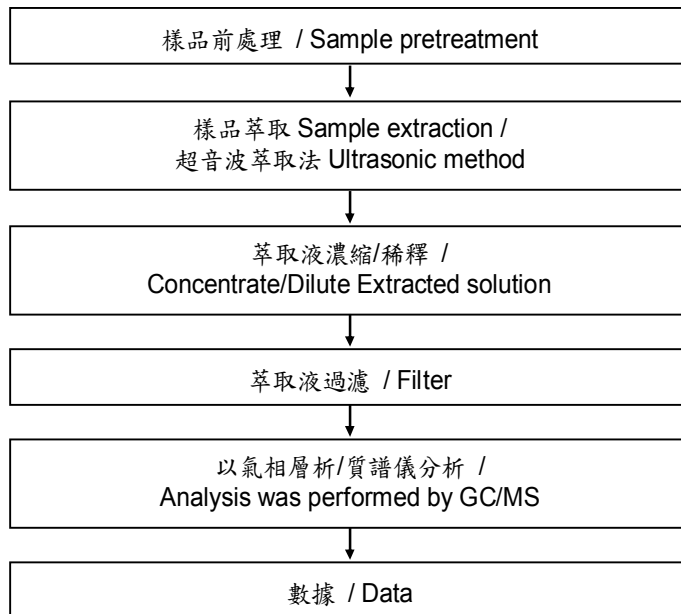 樣品前處理 / Sample pretreatment
樣品萃取 Sample extraction /
超音波萃取法 Ultrasonic method
萃取液濃縮/稀釋 /
Concentrate/Dilute Extracted solution
萃取液過濾 / Filter
以氣相層析/質譜儀分析 /
Analysis was performed by GC/MS
數據 / Data